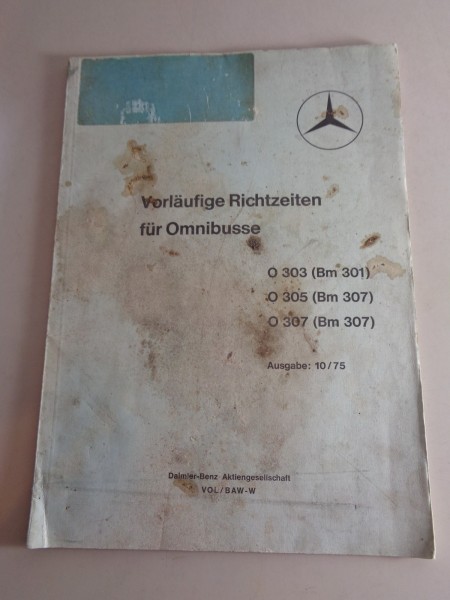 Vorläufige Richtzeiten
für Omnibusse
O 303 (Bm 301)
O 305 (Bm 307)
O 307 (Bm 307)
Ausgabe: 10/75
Daimler-Benz Aktiengesellschaft
VOL/BAW-W